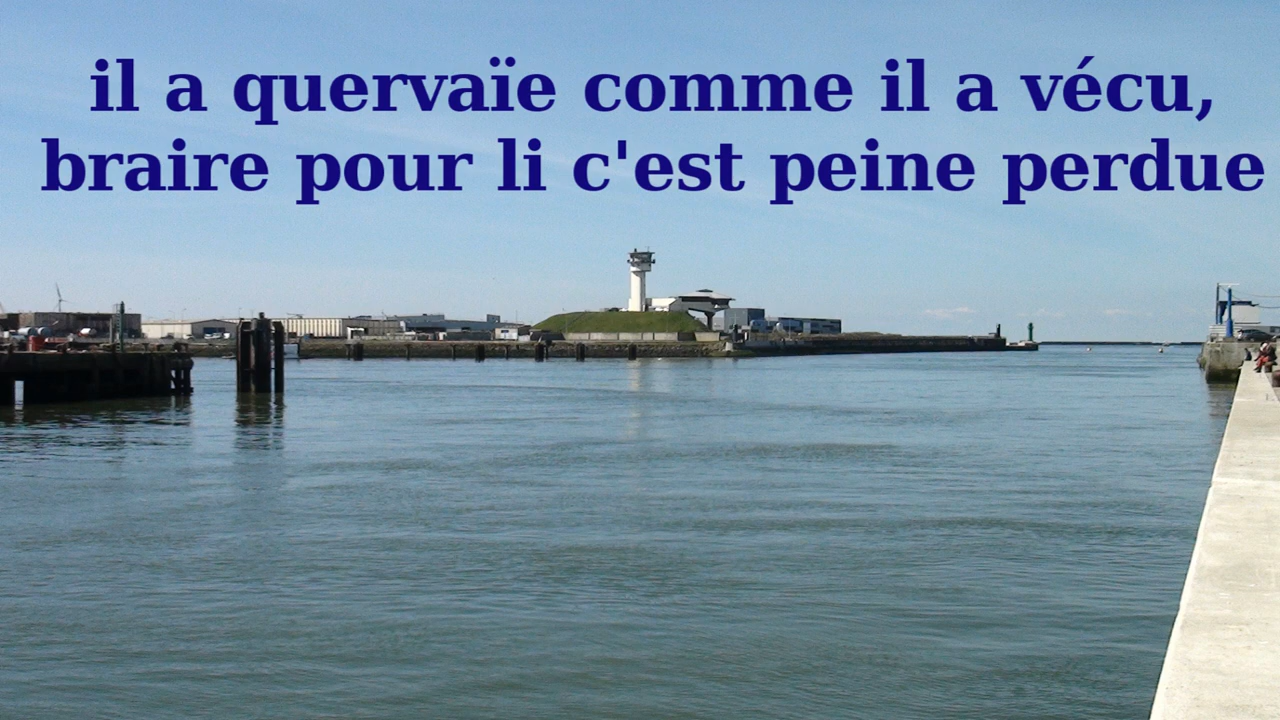 il a quervaïe comme il a vécu,
braire pour li c'est peine perdue